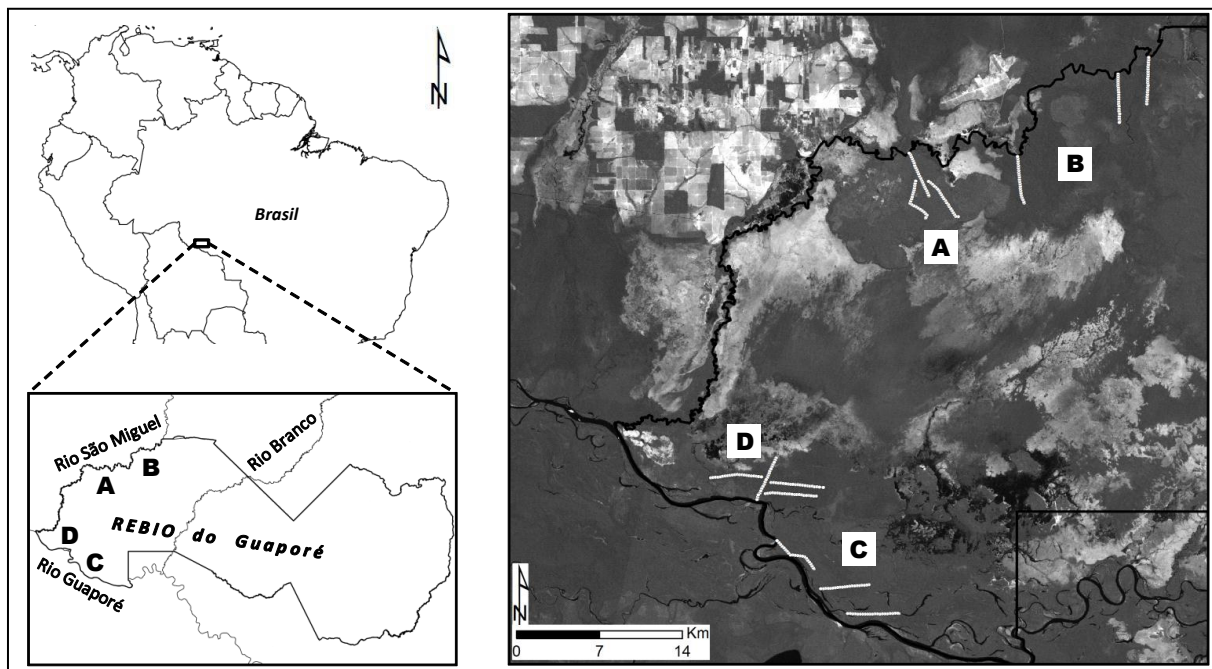 N
Brasil
Rio São Miguel
Rio Branco
B
A
REBIO do Guaporé
D
C
Rio Guaporé
B
A
D
C
N
Km
0 7 14